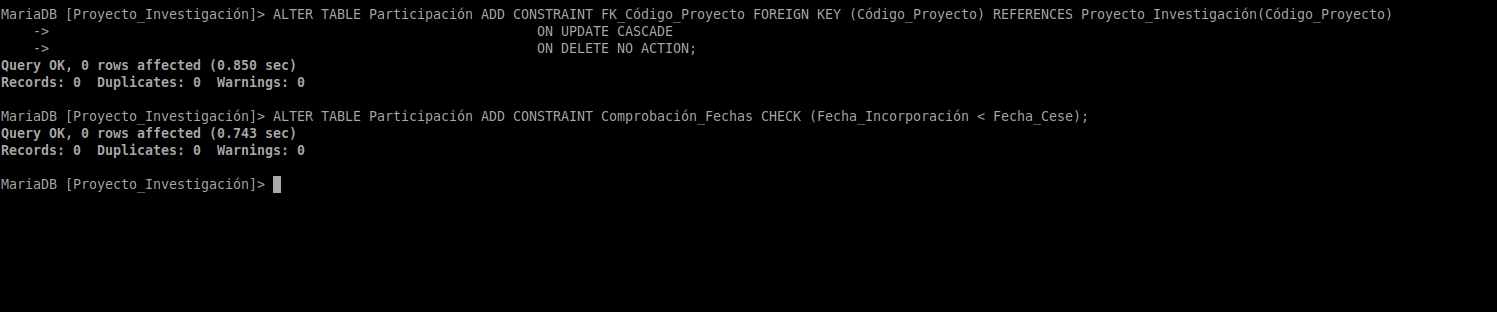 MariaDB [Proyecto_Investigación]> ALTER TABLE Participación ADD CONSTRAINT FK_Código_Proyecto FOREIGN KEY (Código_Proyecto) REFERENCES Proyecto_Investigación(Código_Proyecto)
-> ON UPDATE CASCADE
-> ON DELETE NO ACTION;
Query OK, 0 rows affected (0.850 sec)
Records: 0  Duplicates: 0  Warnings: 0
MariaDB [Proyecto_Investigación]> ALTER TABLE Participación ADD CONSTRAINT Comprobación_Fechas CHECK (Fecha_Incorporación < Fecha_Cese);
Query OK, 0 rows affected (0.743 sec)
Records: 0  Duplicates: 0  Warnings: 0
MariaDB [Proyecto_Investigación]>